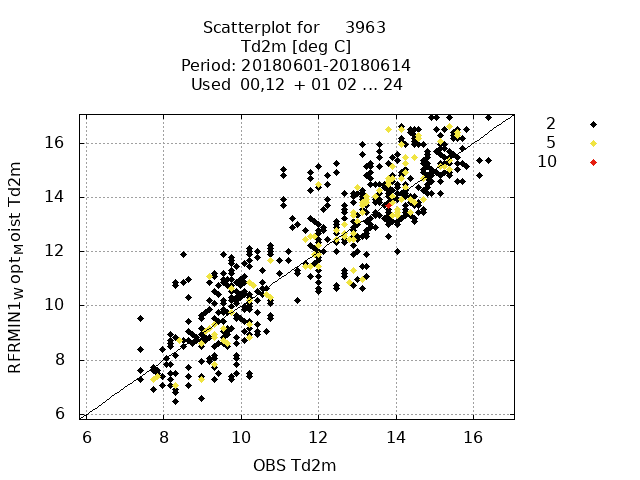 Scatterplot for 3963
Td2m [deg C]
Period: 20180601-20180614
Used 00,12 + 01 02 ... 24
2
5
10
RFRMIN1_W opt_M oist Td2m
16
14
12
10
8
6
6 8 10 12 14 16
OBS Td2m